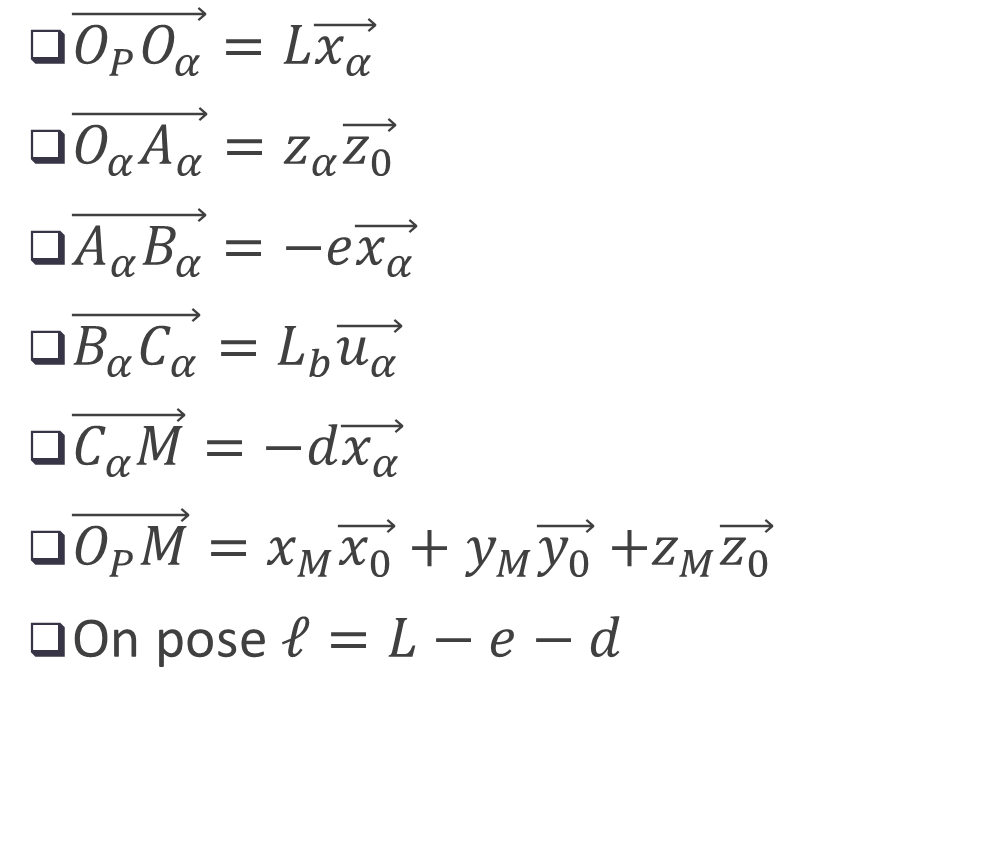 ❑ $\overrightarrow{O_P O_\alpha} = L\overrightarrow{x_\alpha}$
❑ $\overrightarrow{O_\alpha A_\alpha} = z_\alpha \overrightarrow{z_0}$
❑ $\overrightarrow{A_\alpha B_\alpha} = -e\overrightarrow{x_\alpha}$
❑ $\overrightarrow{B_\alpha C_\alpha} = L_b \overrightarrow{u_\alpha}$
❑ $\overrightarrow{C_\alpha M} = -d\overrightarrow{x_\alpha}$
❑ $\overrightarrow{O_P M} = x_M \overrightarrow{x_0} + y_M \overrightarrow{y_0} + z_M \overrightarrow{z_0}$
❑ On pose $\ell = L - e - d$